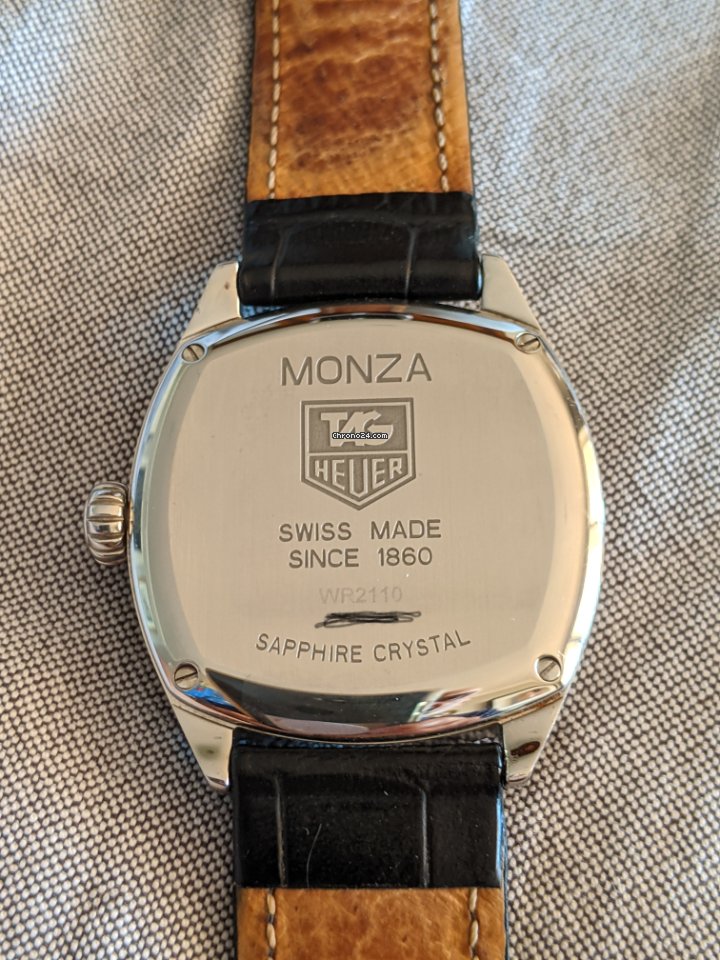 MONZA
TAG
Chrono24.com
HEUER
SWISS MADE
SINCE 1860
WR2110
SAPPHIRE CRYSTAL